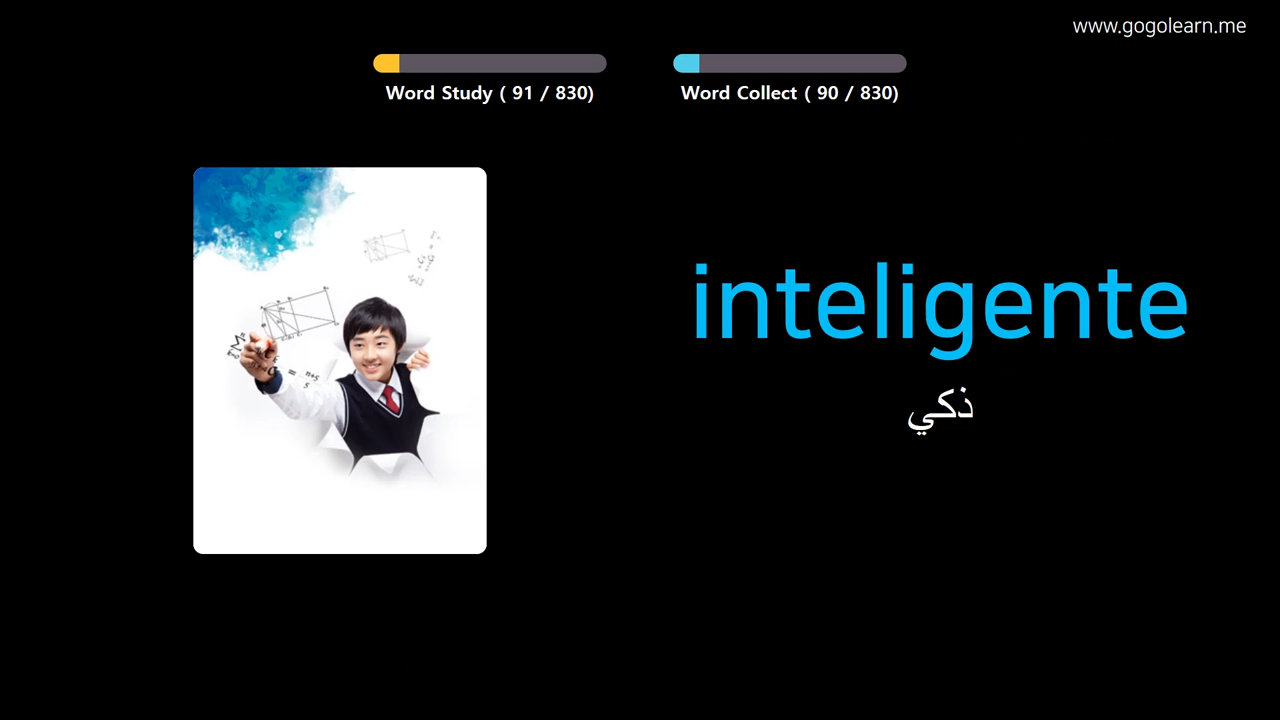 www.gogolearn.me
Word Study ( 91 / 830)
Word Collect ( 90 / 830)
inteligente
ذكي